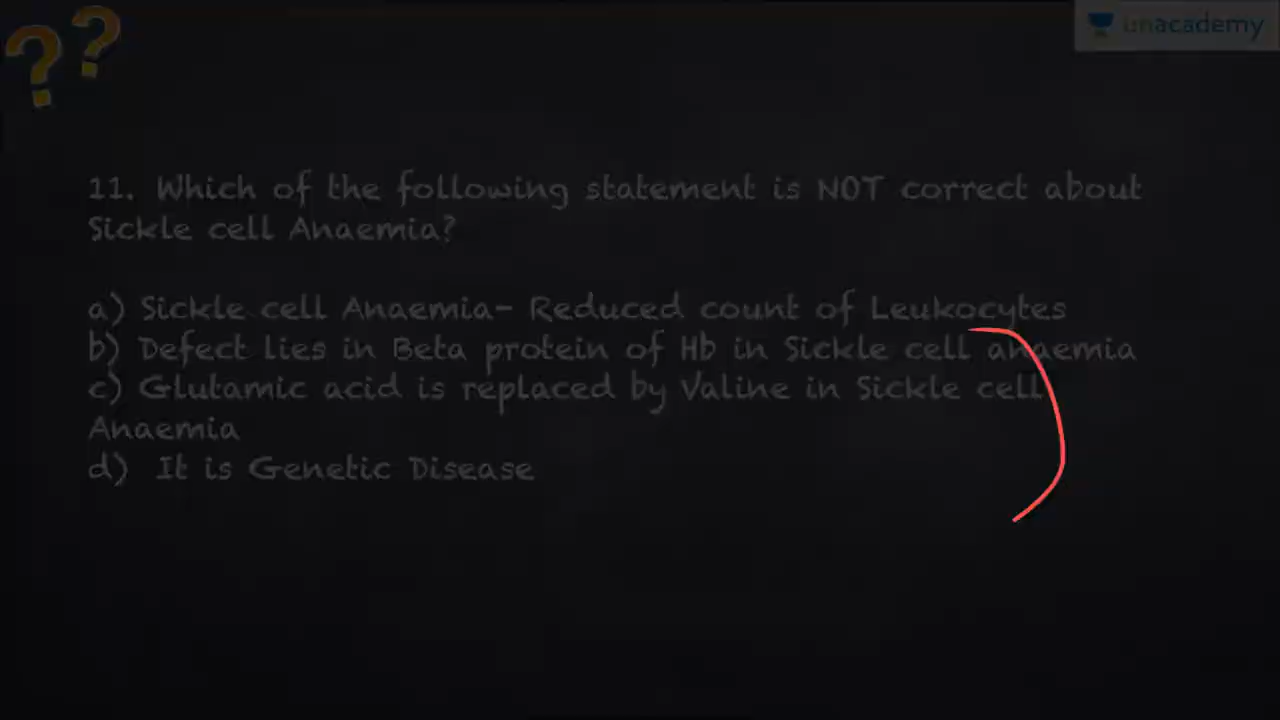 unacademy
11. Which of the following statement is NOT correct about
Sickle cell Anaemia?
a) Sickle cell Anaemia- Reduced count of Leukocytes
b) Defect lies in Beta protein of Hb in Sickle cell anaemia
c) Glutamic acid is replaced by Valine in Sickle cell
Anaemia
d) It is Genetic Disease